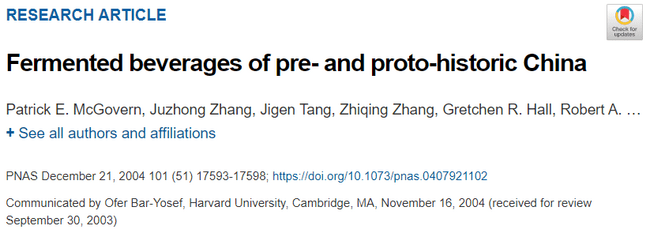 RESEARCH ARTICLE
Check for
updates
Fermented beverages of pre- and proto-historic China
Patrick E. McGovern, Juzhong Zhang, Jigen Tang, Zhiqing Zhang, Gretchen R. Hall, Robert A. …
+ See all authors and affiliations
PNAS December 21, 2004 101 (51) 17593-17598; https://doi.org/10.1073/pnas.0407921102
Communicated by Ofer Bar-Yosef, Harvard University, Cambridge, MA, November 16, 2004 (received for review
September 30, 2003)